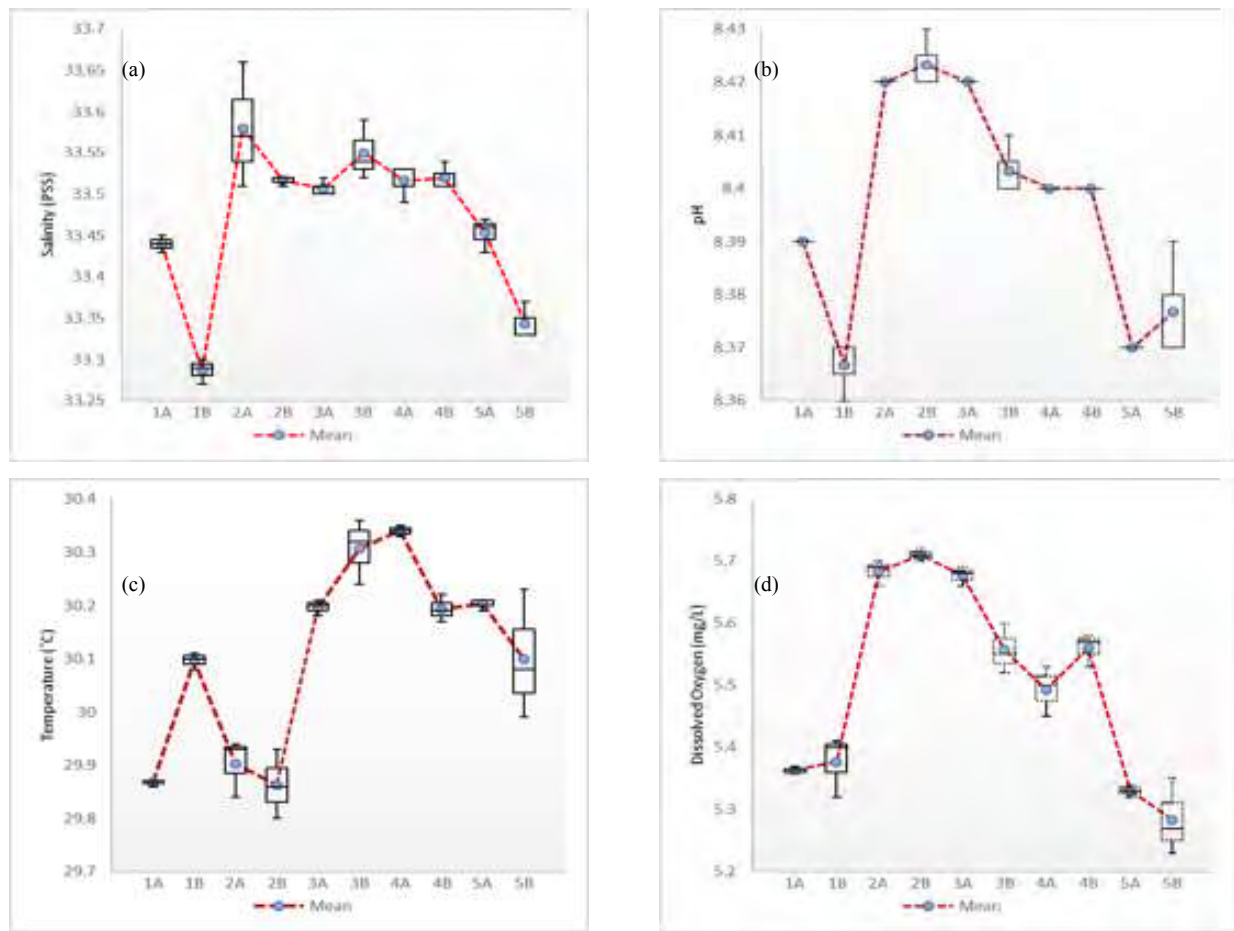 (a)
Salinity (PSS)
33.7
33.65
33.6
33.55
33.5
33.45
33.4
33.35
33.3
33.25
1A 1B 2A 2B 3A 3B 4A 4B 5A 5B
Mean
(b)
pH
8.43
8.42
8.41
8.4
8.39
8.38
8.37
8.36
1A 1B 2A 2B 3A 3B 4A 4B 5A 5B
Mean
(c)
Temperature (°C)
30.4
30.3
30.2
30.1
30
29.9
29.8
29.7
1A 1B 2A 2B 3A 3B 4A 4B 5A 5B
Mean
(d)
Dissolved Oxygen (mg/L)
5.8
5.7
5.6
5.5
5.4
5.3
5.2
1A 1B 2A 2B 3A 3B 4A 4B 5A 5B
Mean